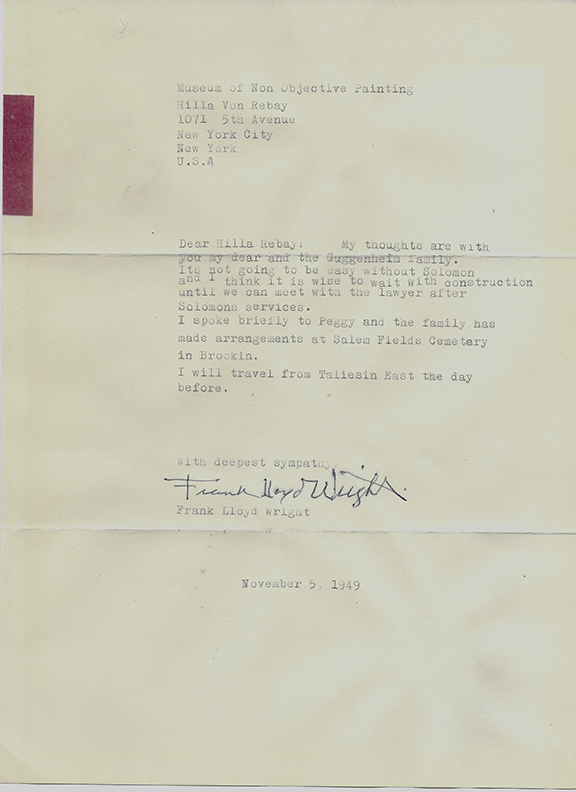 Museum of Non Objective Painting
Hilla Von Rebay
1071 5th Avenue
New York City
New York
U.S.A
Dear Hilla Rebay: My thoughts are with
you my dear and the Guggenheim family.
Its not going to be easy without Solomon
and I think it is wise to wait with construction
until we can meet with the lawyer after
Solomons services.
I spoke briefly to Peggy and the family has
made arrangements at Salem Fields Cemetary
in Brookln.
I will travel from Taliesin East the day
before.
With deepest sympathy,
Frank Lloyd Wright
Frank Lloyd Wright
November 5, 1949